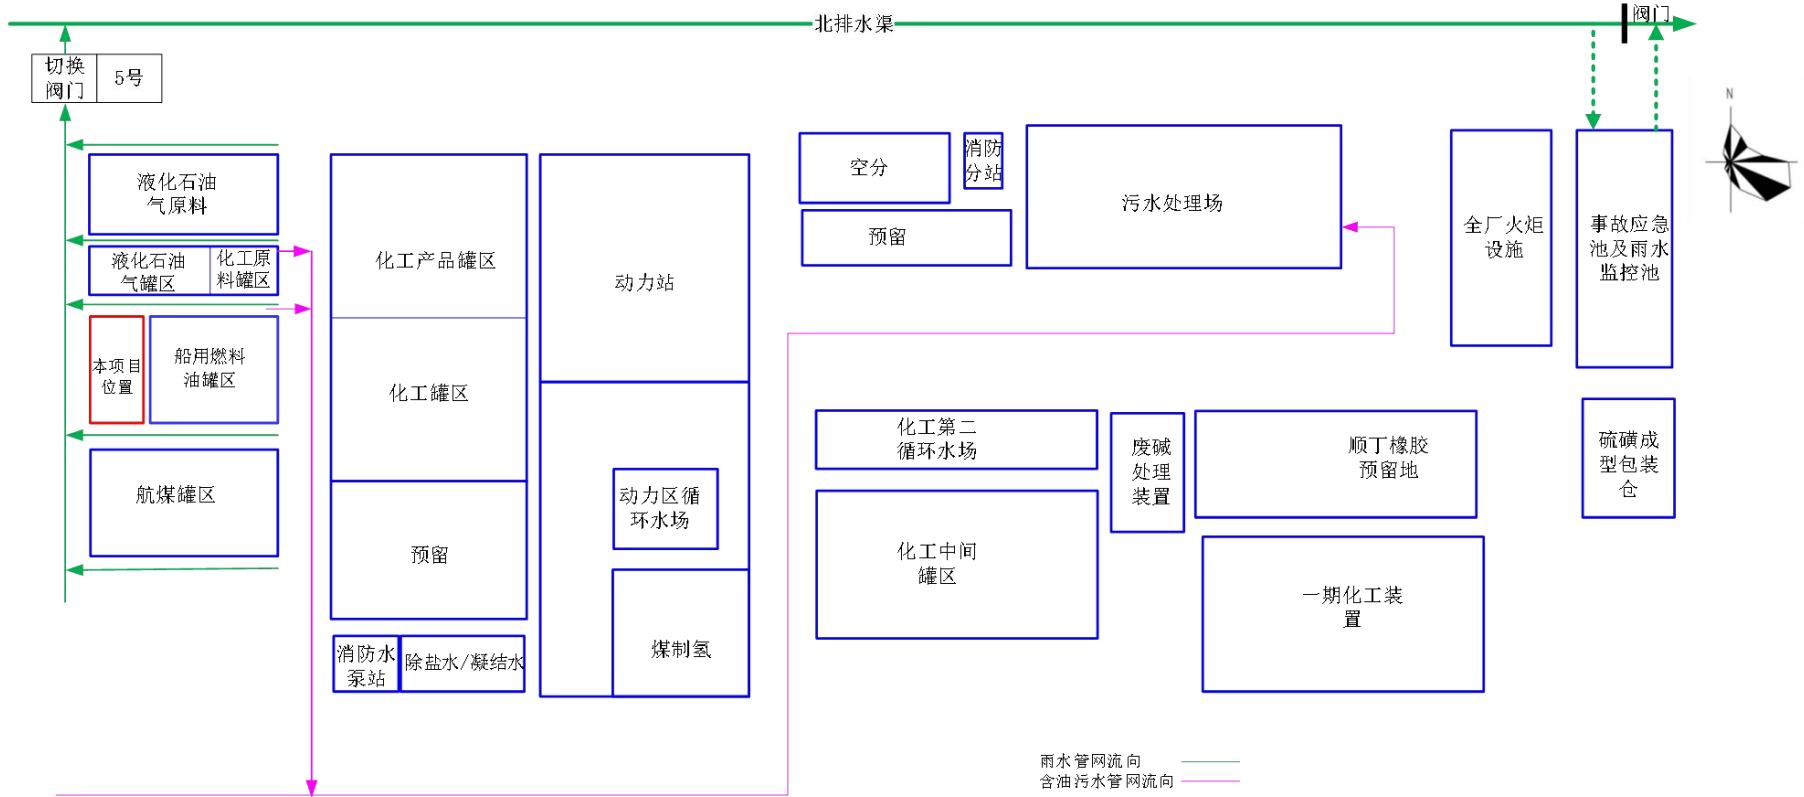 北排水渠
阀门
切换
阀门
5号
N
液化石油
气原料
液化石油
气罐区
化工原
料罐区
本项目
位置
船用燃料
油罐区
航煤罐区
化工产品罐区
化工罐区
预留
消防水
泵站
除盐水/凝结水
动力站
动力区循
环水场
煤制氢
空分
消防
分站
预留
污水处理场
全厂火炬
设施
事故应急
池及雨水
监控池
化工第二
循环水场
废碱
处理
装置
顺丁橡胶
预留地
硫磺成
型包装
仓
化工中间
罐区
一期化工装
置
雨水管网流向
含油污水管网流向